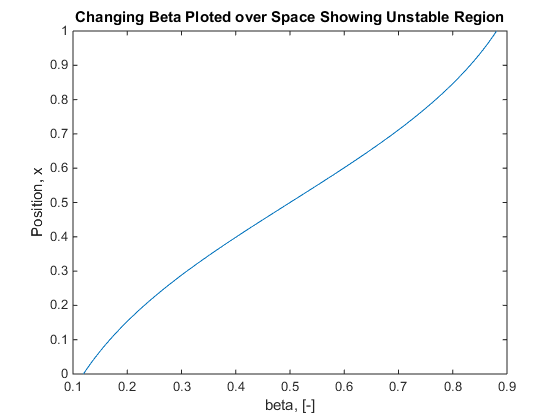 Changing Beta Ploted over Space Showing Unstable Region
1
0.9
0.8
0.7
0.6
0.5
0.4
0.3
0.2
0.1
0
Position, x
0.1 0.2 0.3 0.4 0.5 0.6 0.7 0.8 0.9
beta, [-]